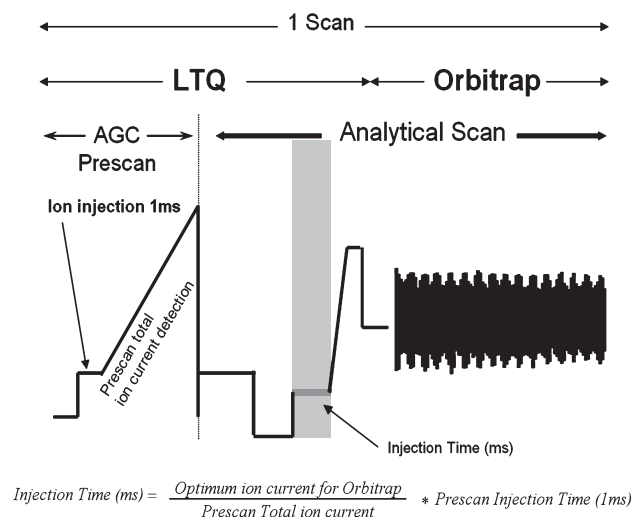 1 Scan
LTQ
Orbitrap
AGC
Prescan
Analytical Scan
Ion injection 1ms
Prescan total
ion current detection
Injection Time (ms)
Injection Time (ms) = Optimum ion current for Orbitrap / Prescan Total ion current * Prescan Injection Time (1ms)